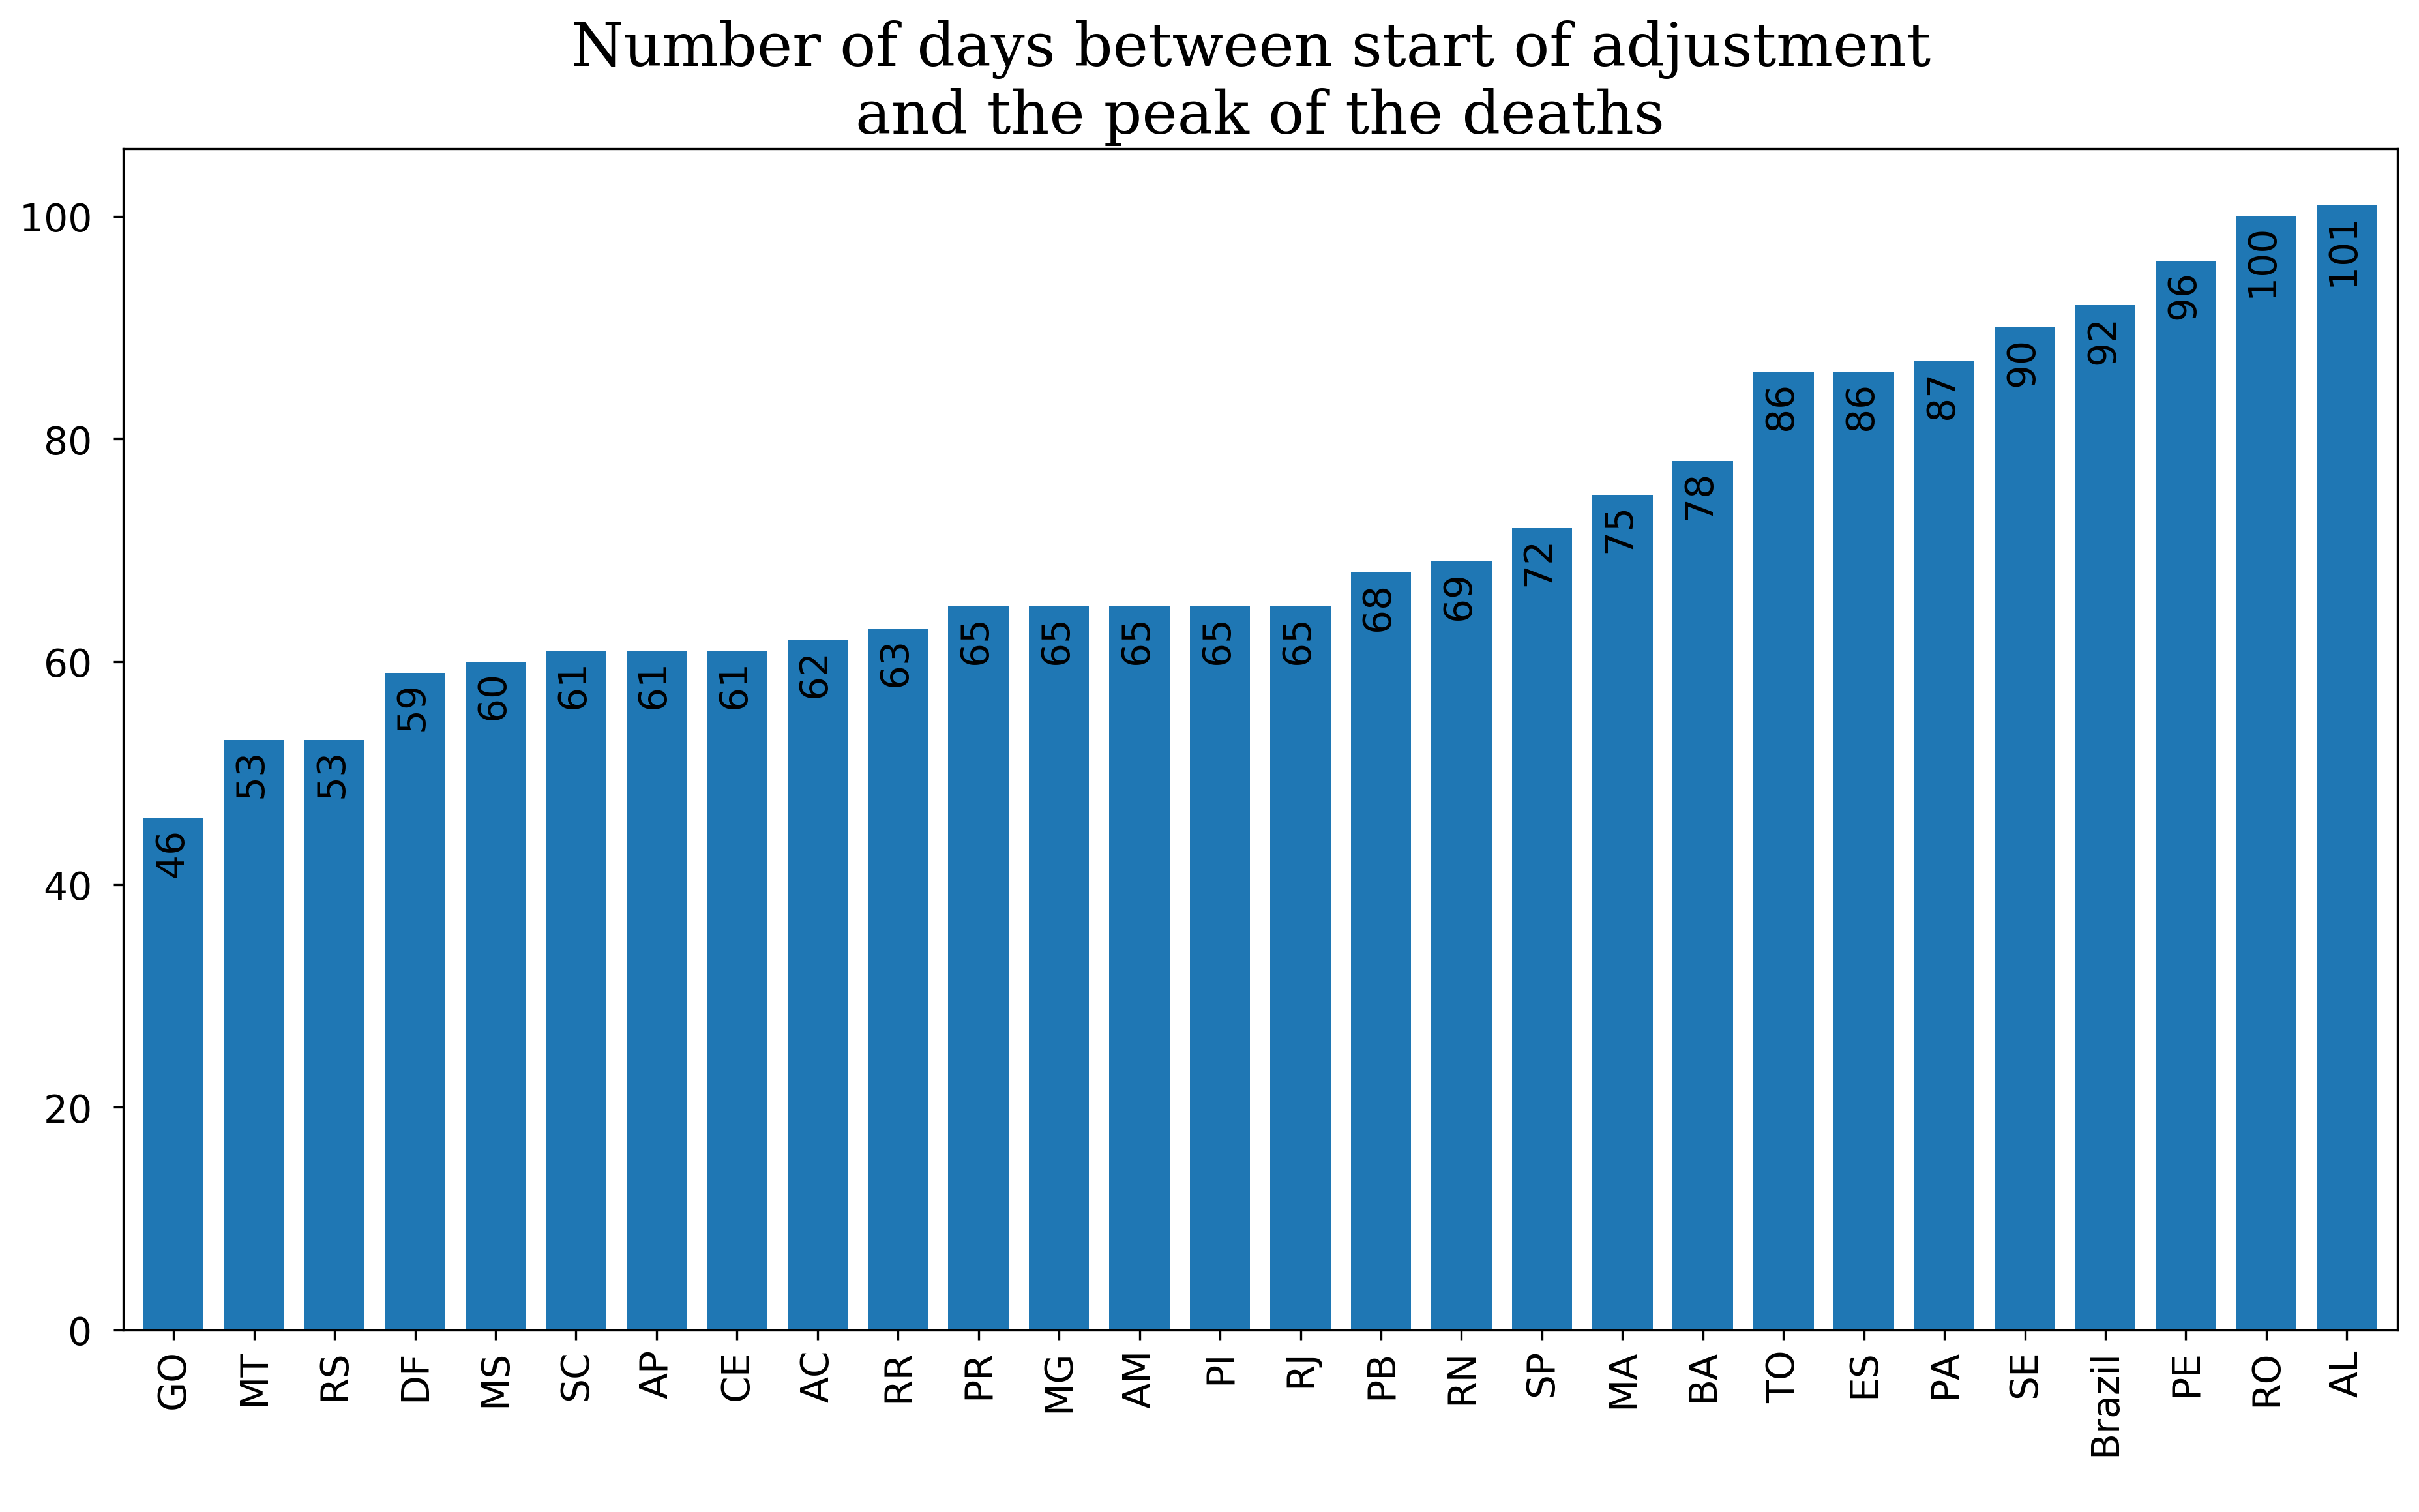 Number of days between start of adjustment
and the peak of the deaths
100
80
60
40
20
0
46
53
53
59
60
61
61
61
62
63
65
65
65
65
65
68
69
72
75
78
86
86
87
90
92
96
100
101
GO
MT
RS
DF
MS
SC
AP
CE
AC
RR
PR
MG
AM
PI
RJ
PB
RN
SP
MA
BA
TO
ES
PA
SE
Brazil
PE
RO
AL